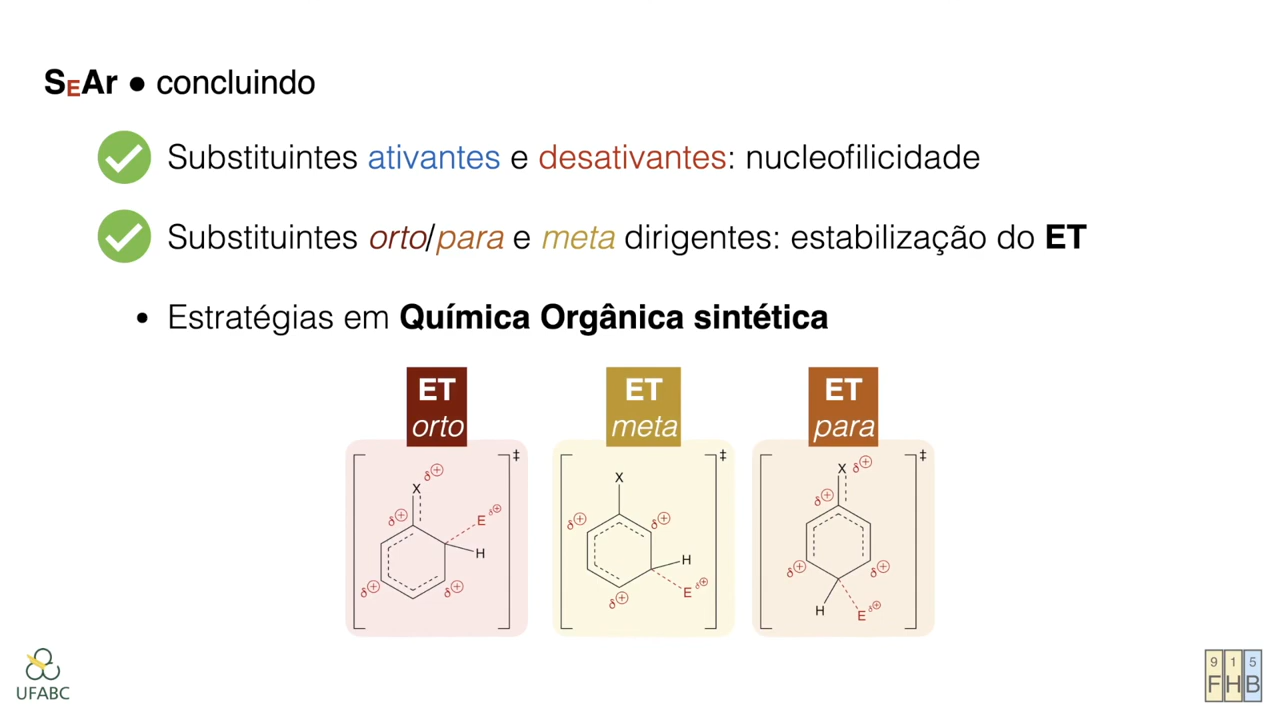 SEAr • concluindo
Substituintes ativantes e desativantes: nucleofilicidade
Substituintes orto/para e meta dirigentes: estabilização do ET
• Estratégias em Química Orgânica sintética
ET
orto
ET
meta
ET
para
‡
X δ⊕
δ⊕
E δ⊕
H
δ⊕
δ⊕
‡
X
δ⊕
δ⊕
H
E δ⊕
δ⊕
‡
X δ⊕
δ⊕
δ⊕
δ⊕
H
E δ⊕
UFABC
9 1 5
F H B